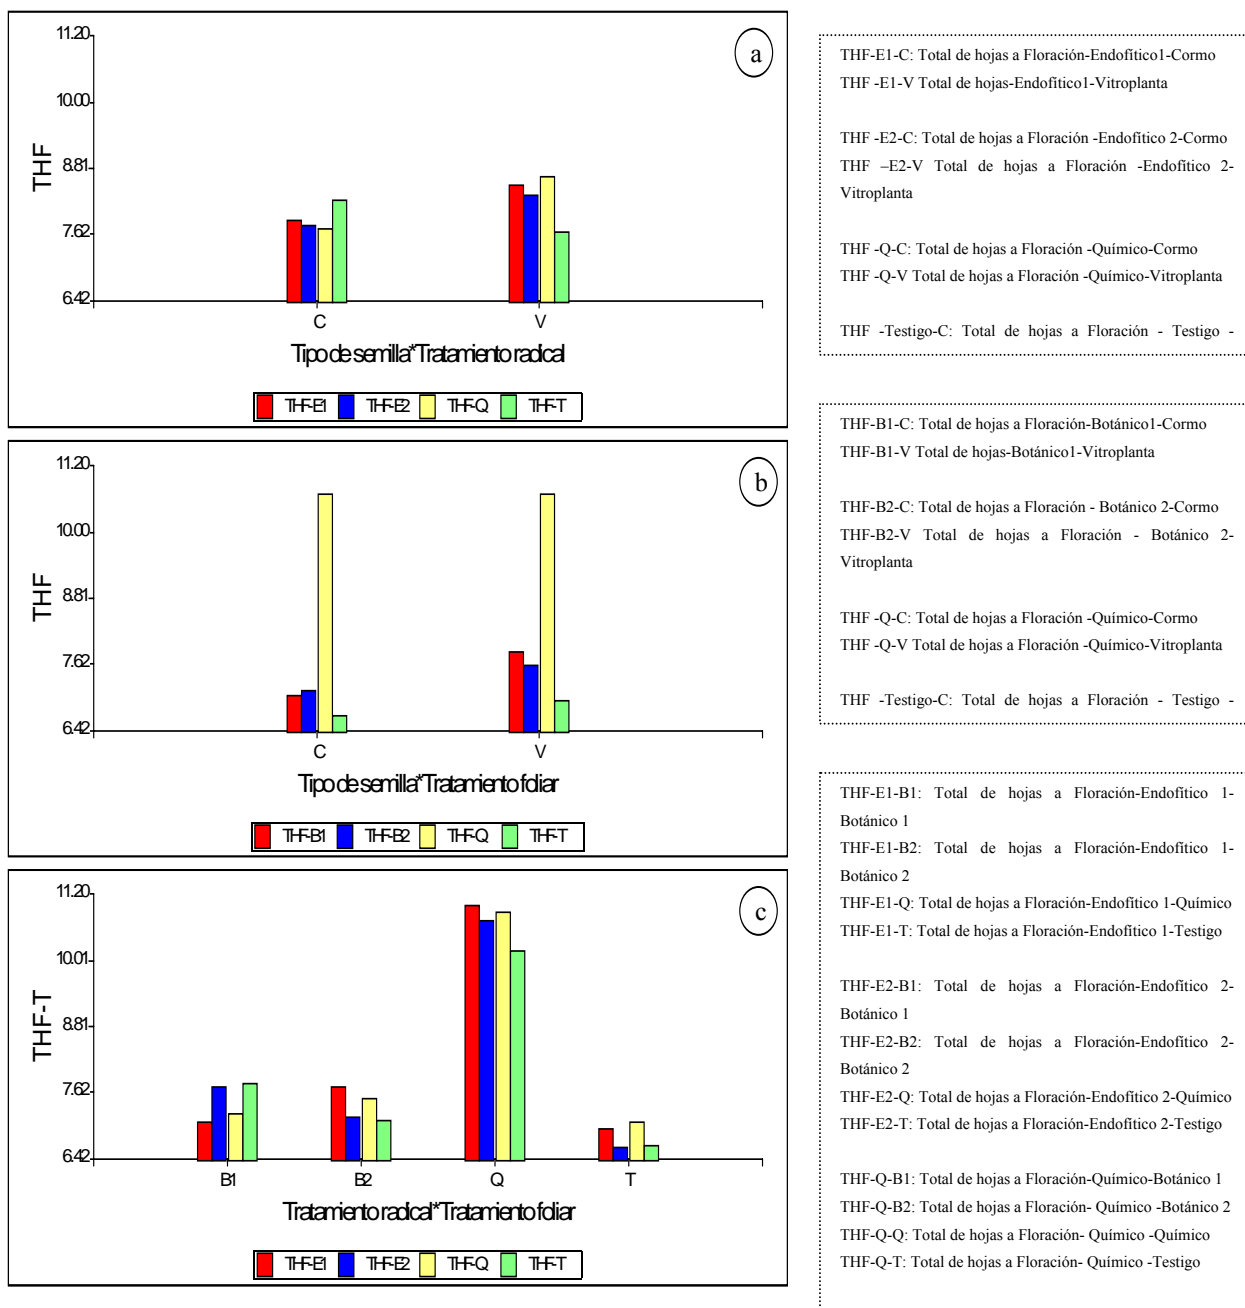 11.20
a
10.00
THF
8.81
7.62
6.42
C V
Tipo de semilla*Tratamiento radical
THF-E1 THF-E2 THF-Q THF-T
THF-E1-C: Total de hojas a Floración-Endofítico1-Cormo
THF -E1-V Total de hojas-Endofítico1-Vitroplanta
THF -E2-C: Total de hojas a Floración -Endofítico 2-Cormo
THF –E2-V Total de hojas a Floración -Endofítico 2-
Vitroplanta
THF -Q-C: Total de hojas a Floración -Químico-Cormo
THF -Q-V Total de hojas a Floración -Químico-Vitroplanta
THF -Testigo-C: Total de hojas a Floración - Testigo -
11.20
b
10.00
THF
8.81
7.62
6.42
C V
Tipo de semilla*Tratamiento foliar
THF-B1 THF-B2 THF-Q THF-T
THF-B1-C: Total de hojas a Floración-Botánico1-Cormo
THF-B1-V Total de hojas-Botánico1-Vitroplanta
THF-B2-C: Total de hojas a Floración - Botánico 2-Cormo
THF-B2-V Total de hojas a Floración - Botánico 2-
Vitroplanta
THF -Q-C: Total de hojas a Floración -Químico-Cormo
THF -Q-V Total de hojas a Floración -Químico-Vitroplanta
THF -Testigo-C: Total de hojas a Floración - Testigo -
11.20
c
10.01
THF-T
8.81
7.62
6.42
B1 B2 Q T
Tratamiento radical*Tratamiento foliar
THF-E1 THF-E2 THF-Q THF-T
THF-E1-B1: Total de hojas a Floración-Endofítico 1-
Botánico 1
THF-E1-B2: Total de hojas a Floración-Endofítico 1-
Botánico 2
THF-E1-Q: Total de hojas a Floración-Endofítico 1-Químico
THF-E1-T: Total de hojas a Floración-Endofítico 1-Testigo
THF-E2-B1: Total de hojas a Floración-Endofítico 2-
Botánico 1
THF-E2-B2: Total de hojas a Floración-Endofítico 2-
Botánico 2
THF-E2-Q: Total de hojas a Floración-Endofítico 2-Químico
THF-E2-T: Total de hojas a Floración-Endofítico 2-Testigo
THF-Q-B1: Total de hojas a Floración-Químico-Botánico 1
THF-Q-B2: Total de hojas a Floración- Químico -Botánico 2
THF-Q-Q: Total de hojas a Floración- Químico -Químico
THF-Q-T: Total de hojas a Floración- Químico -Testigo